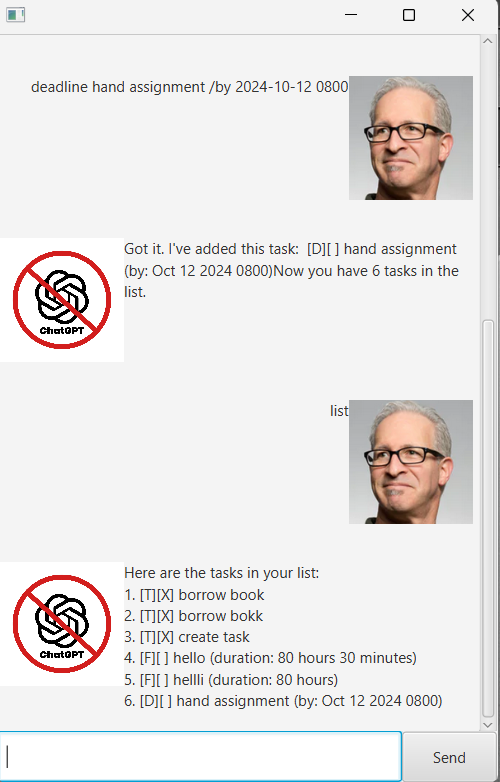 deadline hand assignment /by 2024-10-12 0800
Got it. I've added this task:  [D][ ] hand assignment
(by: Oct 12 2024 0800)Now you have 6 tasks in the
list.
ChatGPT
list
Here are the tasks in your list:
1. [T][X] borrow book
2. [T][X] borrow bokk
3. [T][X] create task
4. [F][ ] hello (duration: 80 hours 30 minutes)
5. [F][ ] hellli (duration: 80 hours)
6. [D][ ] hand assignment (by: Oct 12 2024 0800)
ChatGPT
Send